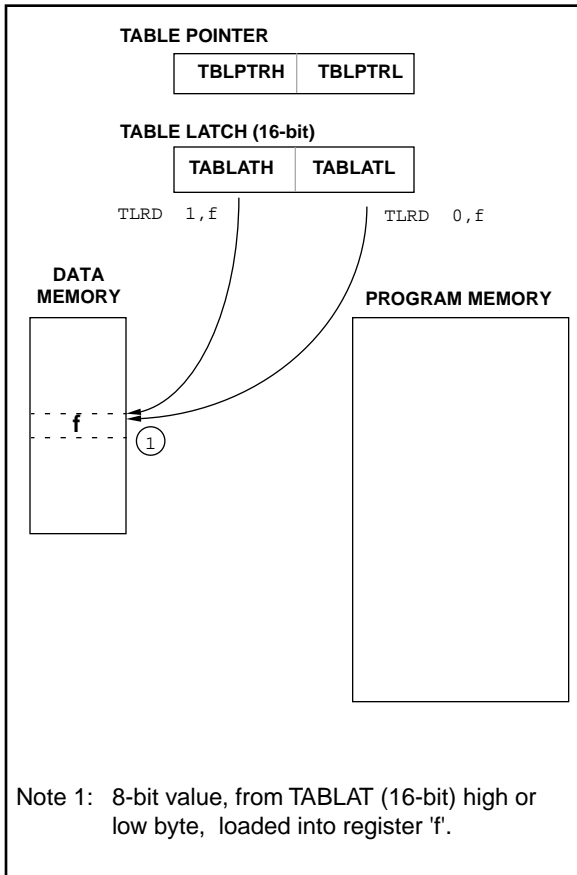 TABLE POINTER
TBLPTRH TBLPTRL
TABLE LATCH (16-bit)
TABLATH TABLATL
TLRD 1,f
TLRD 0,f
DATA
MEMORY
PROGRAM MEMORY
f
1
Note 1: 8-bit value, from TABLAT (16-bit) high or
low byte, loaded into register 'f'.